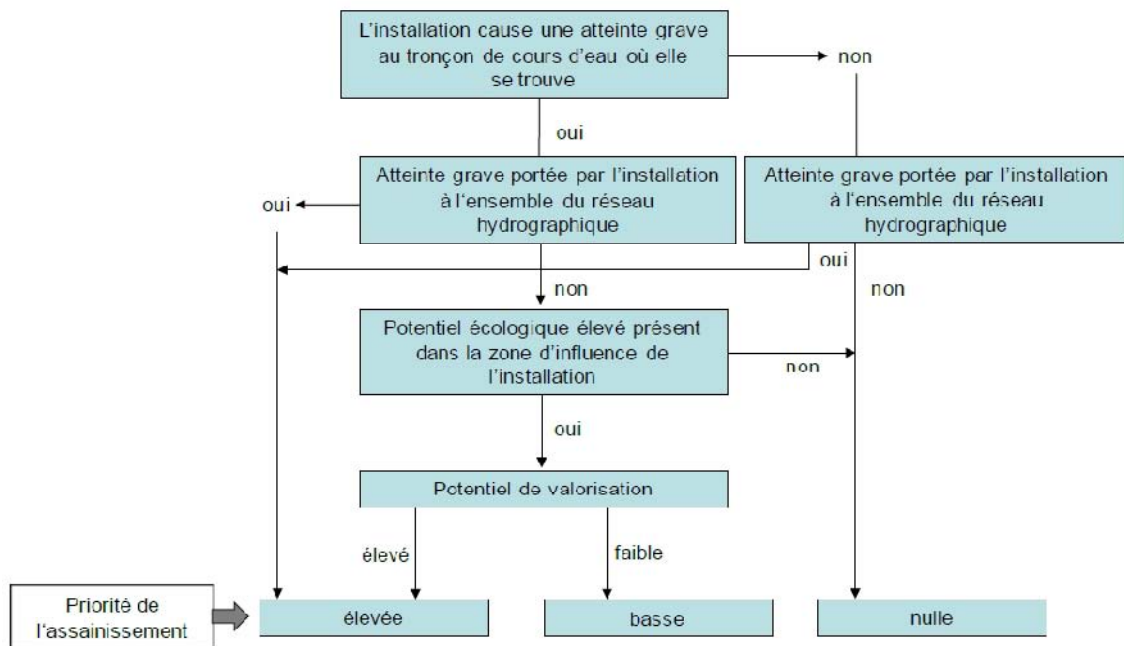 L'installation cause une atteinte grave
au tronçon de cours d'eau où elle
se trouve
non
oui
Atteinte grave portée par l'installation
à l'ensemble du réseau
hydrographique
Atteinte grave portée par l'installation
à l'ensemble du réseau
hydrographique
oui
oui
non
non
Potentiel écologique élevé présent
dans la zone d'influence de
l'installation
non
oui
Potentiel de valorisation
élevé
faible
Priorité de
l'assainissement
élevée
basse
nulle